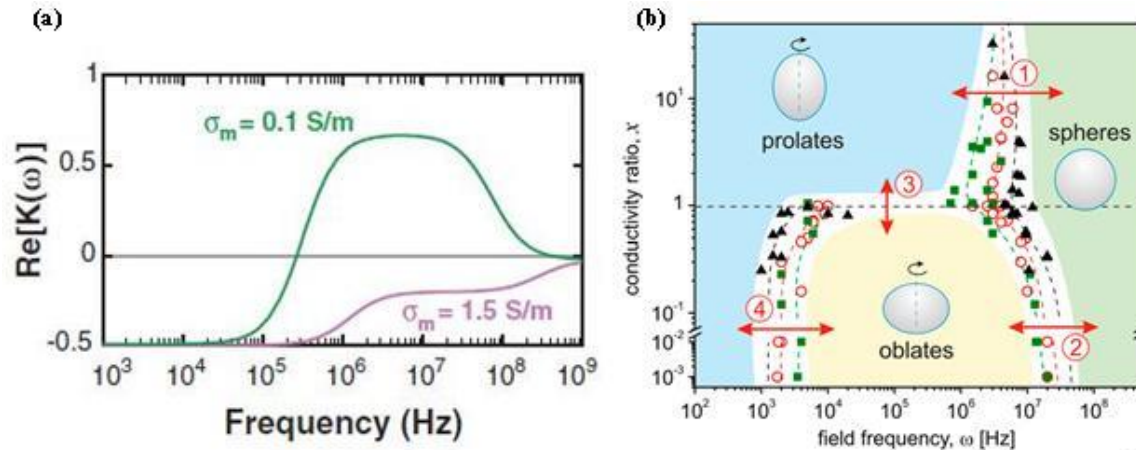 (a)
1
0.5
0
-0.5
Re[K(ω)]
σm = 0.1 S/m
σm = 1.5 S/m
10³ 10⁴ 10⁵ 10⁶ 10⁷ 10⁸ 10⁹
Frequency (Hz)
(b)
10¹
1
10⁻¹
10⁻²
10⁻³
conductivity ratio, x
prolates
spheres
oblates
①
③
④
②
10² 10³ 10⁴ 10⁵ 10⁶ 10⁷ 10⁸
field frequency, ω [Hz]